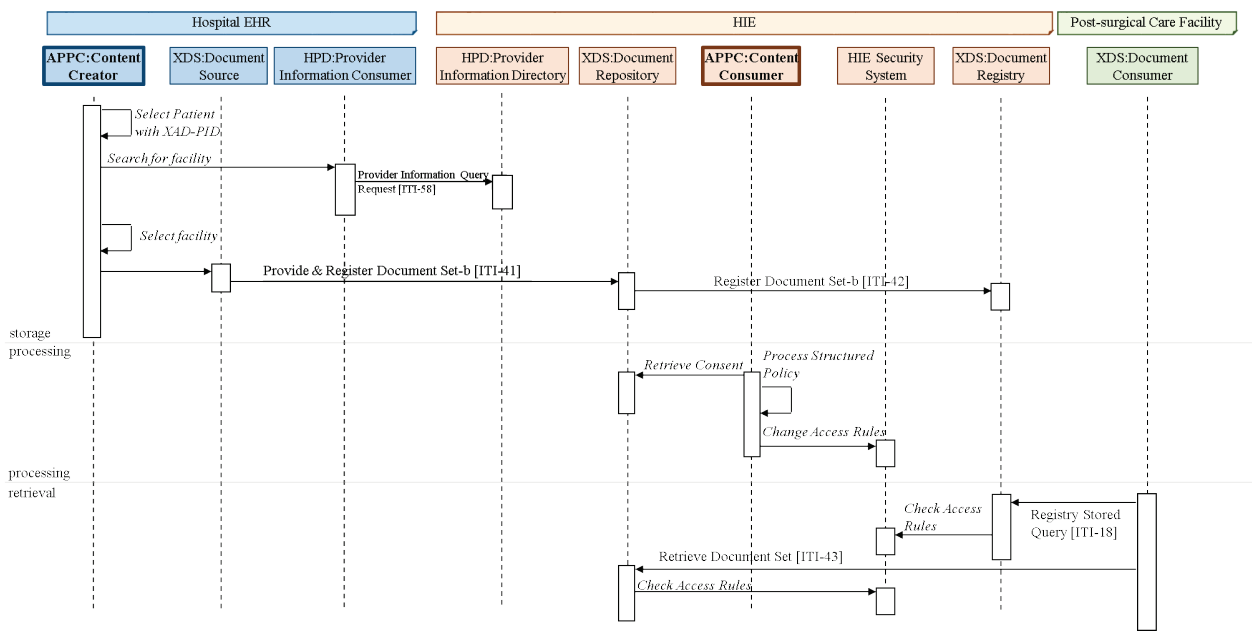 Hospital EHR
HIE
Post-surgical Care Facility
APPC:Content
Creator
XDS:Document
Source
HPD:Provider
Information Consumer
HPD:Provider
Information Directory
XDS:Document
Repository
APPC:Content
Consumer
HIE Security
System
XDS:Document
Registry
XDS:Document
Consumer
Select Patient
with XAD-PID
Search for facility
Provider Information Query
Request [ITI-58]
Select facility
Provide & Register Document Set-b [ITI-41]
Register Document Set-b [ITI-42]
storage
processing
Retrieve Consent
Process Structured
Policy
Change Access Rules
processing
retrieval
Check Access
Rules
Registry Stored
Query [ITI-18]
Retrieve Document Set [ITI-43]
Check Access Rules